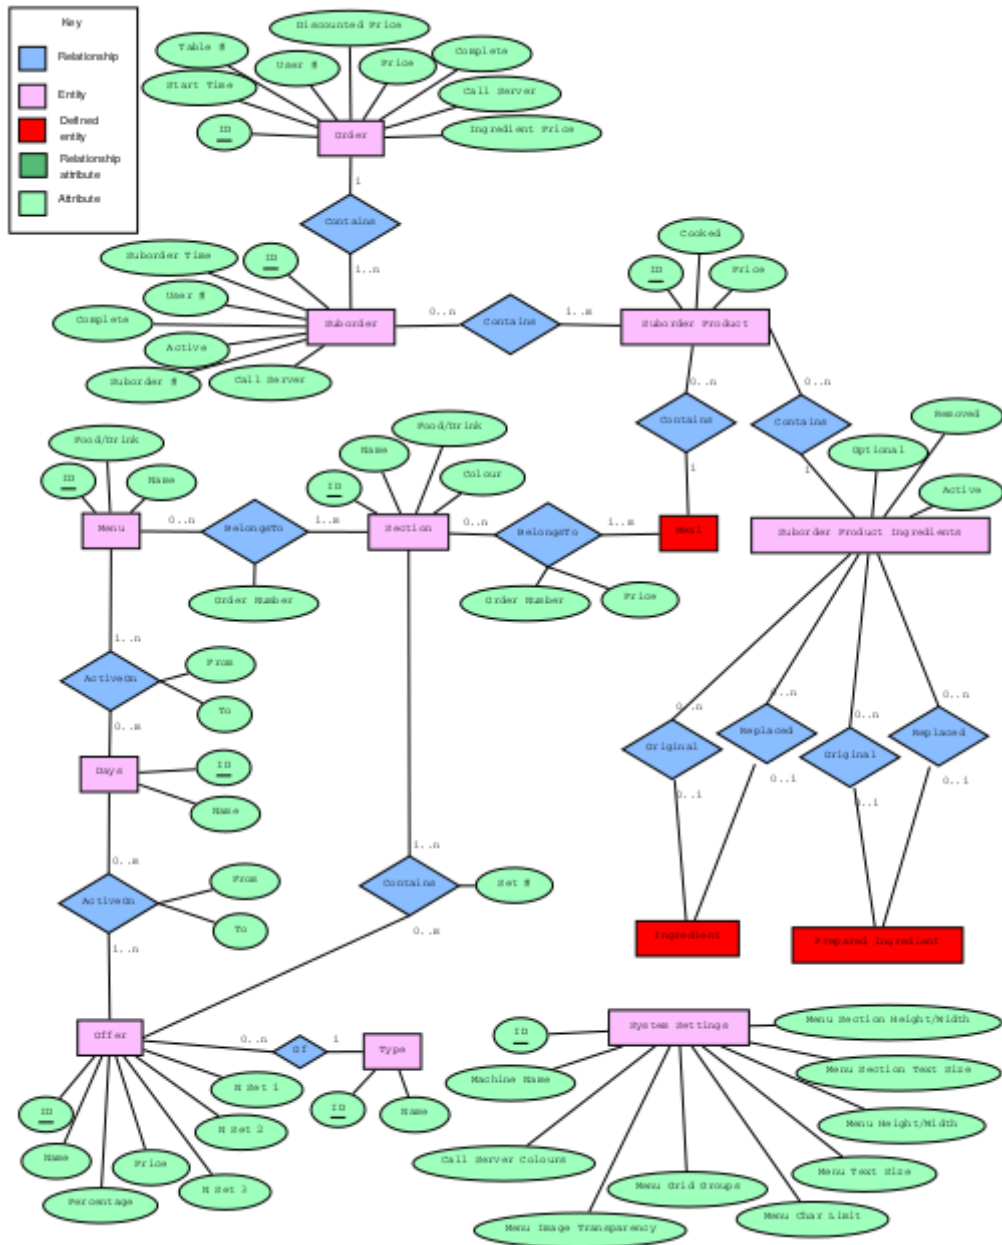 Key
Relationship
Entity
Defined
entity
Relationship
attribute
Attribute
Discounted Price
Table #
User #
Price
Complete
Start Time
Call Server
ID
Order
Ingredient Price
1
Contains
1..n
Suborder Time
ID
User #
Complete
Suborder
Active
Suborder #
Call Server
0..n
Contains
1..m
Cooked
ID
Price
Suborder Product
0..n
0..n
Contains
Contains
1
1
Removed
Optional
Active
Suborder Product Ingredients
Food/Drink
ID
Name
Menu
0..n
BelongsTo
1..m
Order Number
Food/Drink
Name
Colour
ID
Section
0..n
BelongsTo
1..m
Meal
Order Number
Price
1..n
ActiveOn
From
To
0..m
Days
ID
Name
0..m
ActiveOn
From
To
1..n
1..n
Contains
Set #
0..m
0..n
0..n
0..n
0..n
Original
Replaced
Original
Replaced
0..1
0..1
0..1
0..1
Ingredient
Prepared Ingredient
Offer
0..n
Of
1
Type
ID
Name
N Set 1
N Set 2
N Set 3
ID
Name
Price
Percentage
System Settings
ID
Machine Name
Call Server Colours
Menu Image Transparency
Menu Grid Groups
Menu Char Limit
Menu Text Size
Menu Height/Width
Menu Section Text Size
Menu Section Height/Width